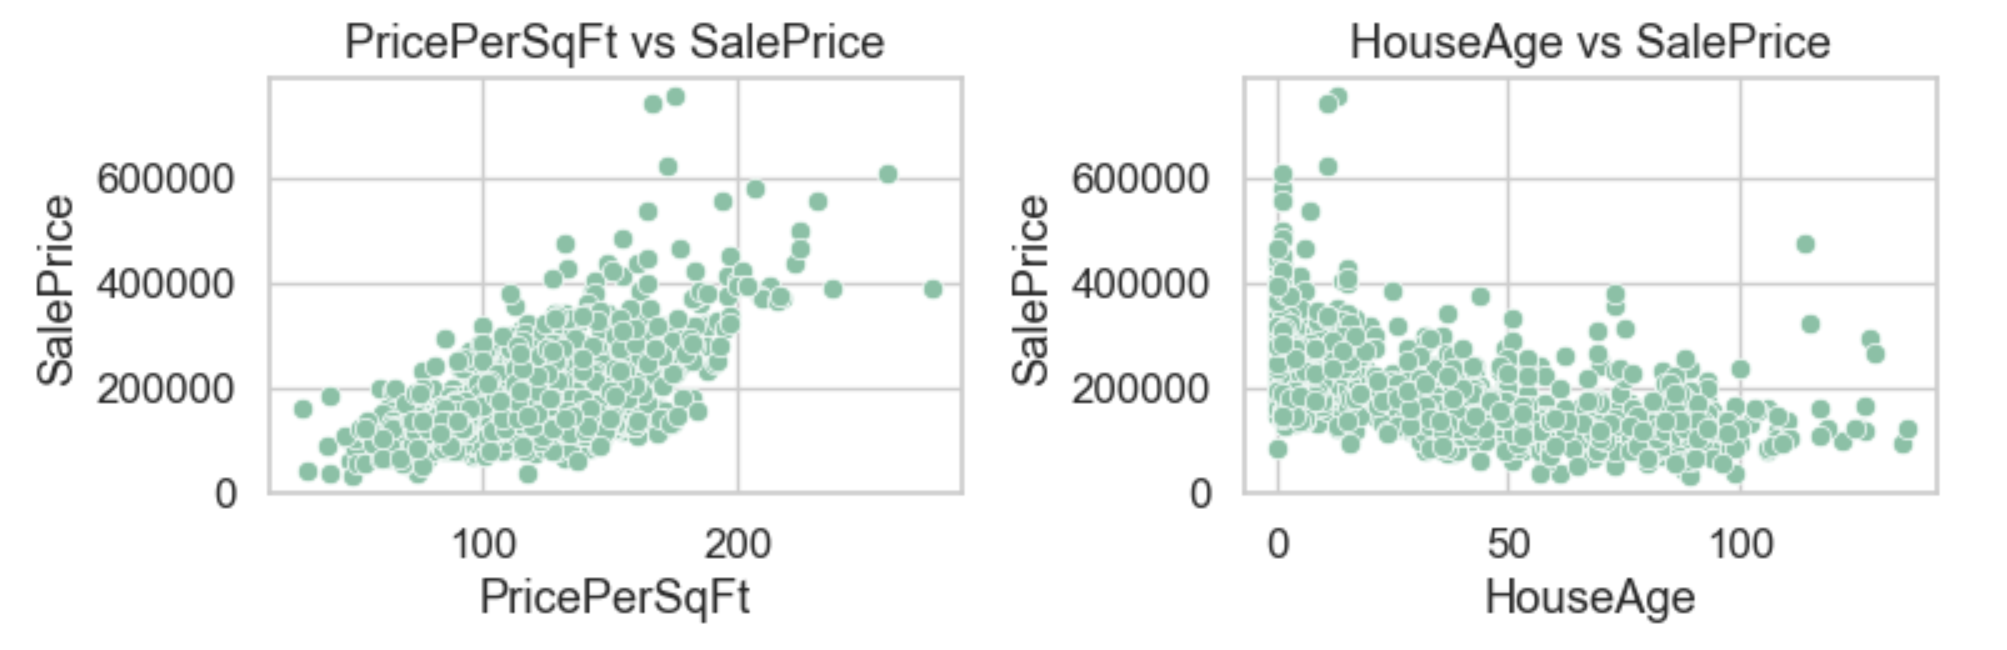 PricePerSqFt vs SalePrice
SalePrice
600000
400000
200000
0
100 200
PricePerSqFt
HouseAge vs SalePrice
SalePrice
600000
400000
200000
0
0 50 100
HouseAge